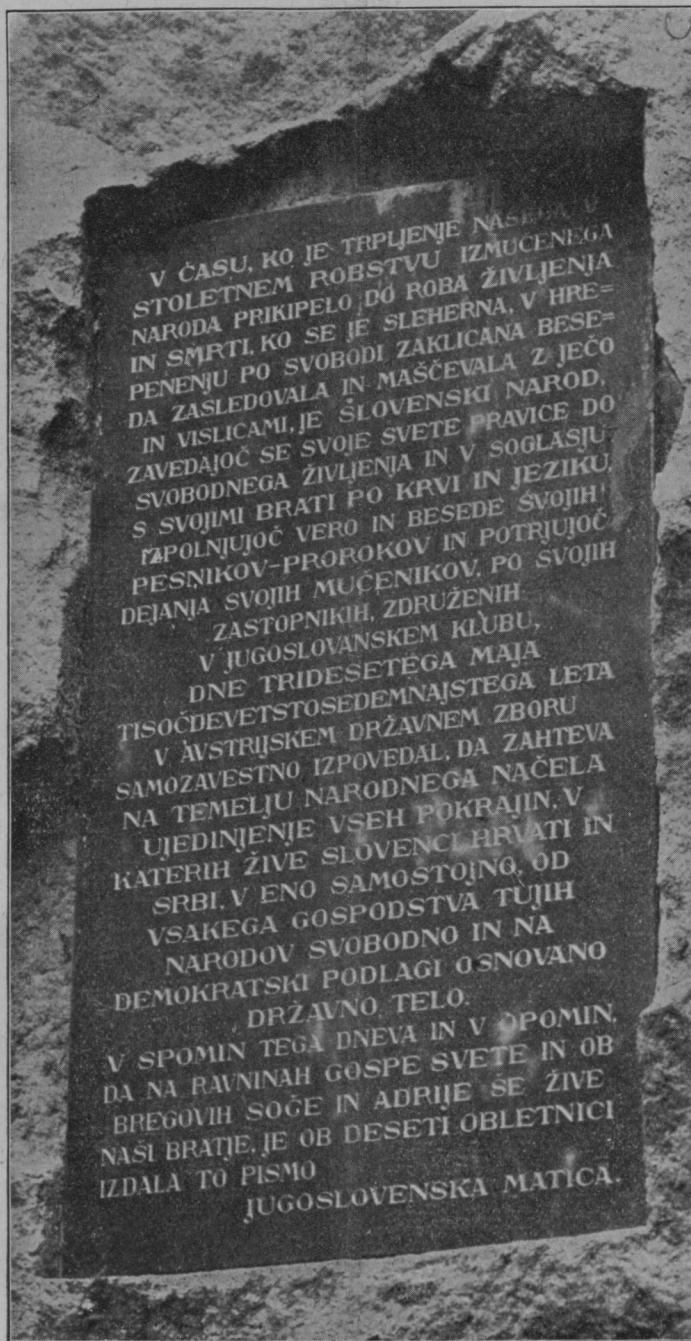 V ČASU, KO JE TRPLJENJE NAŠEGA V
STOLETNEM ROBSTVU IZMUČENEGA
NARODA PRIKIPELO DO ROBA ŽIVLJENJA
IN SMRTI, KO SE JE SLEHERNA, V HRE=
PENENJU PO SVOBODI ZAKLICANA BESE=
DA ZASLEDOVALA IN MAŠČEVALA Z JEČO
IN VISLICAMI, JE SLOVENSKI NAROD,
ZAVEDAJOČ SE SVOJE SVETE PRAVICE DO
SVOBODNEGA ŽIVLJENJA IN V SOGLASJU
S SVOJIMI BRATI PO KRVI IN JEZIKU,
IZPOLNJUJOČ VERO IN BESEDE SVOJIH
PESNIKOV-PROROKOV IN POTRJUJOČ
DEJANJA SVOJIH MUČENIKOV, PO SVOJIH
ZASTOPNIKIH, ZDRUŽENIH
V JUGOSLOVANSKEM KLUBU,
DNE TRIDESETEGA MAJA
TISOČDEVETSTOSEDEMNAJSTEGA LETA
V AVSTRIJSKEM DRŽAVNEM ZBORU
SAMOZAVESTNO IZPOVEDAL, DA ZAHTEVA
NA TEMELJU NARODNEGA NAČELA
UJEDINJENJE VSEH POKRAJIN, V
KATERIH ŽIVE SLOVENCI, HRVATI IN
SRBI, V ENO SAMOSTOJNO, OD
VSAKEGA GOSPODSTVA TUJIH
NARODOV SVOBODNO IN NA
DEMOKRATSKI PODLAGI OSNOVANO
DRŽAVNO TELO.
V SPOMIN TEGA DNEVA IN V OPOMIN,
DA NA RAVNINAH GOSPE SVETE IN OB
BREGOVIH SOČE IN ADRIJE ŠE ŽIVE
NAŠI BRATJE, JE OB DESETI OBLETNICI
IZDALA TO PISMO
JUGOSLOVENSKA MATICA.